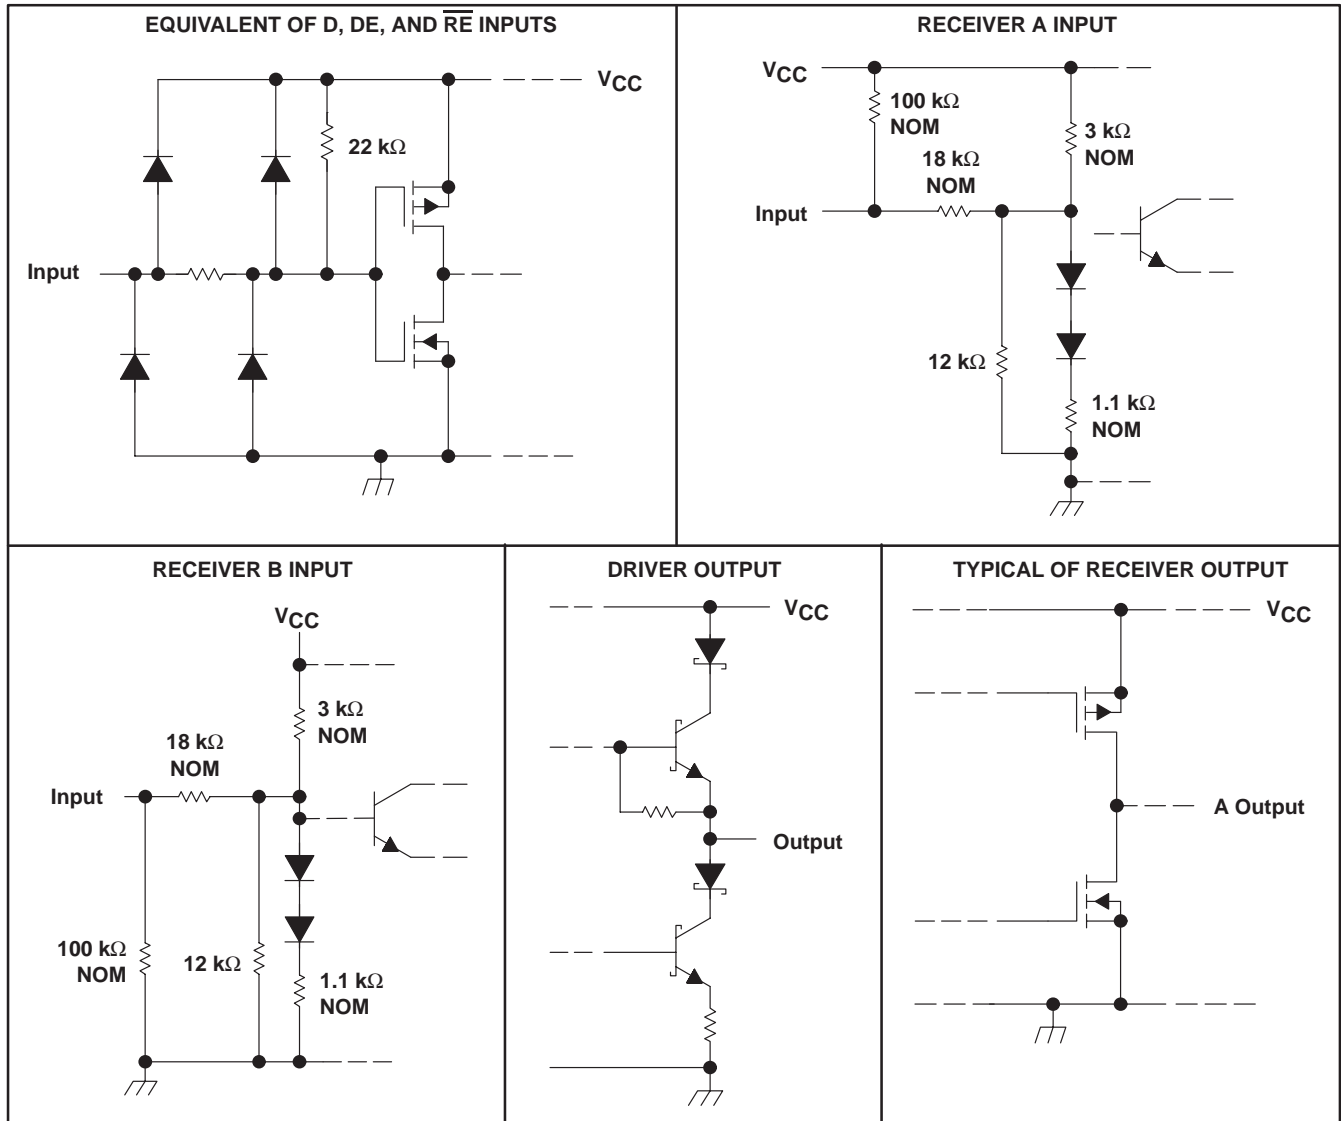 EQUIVALENT OF D, DE, AND R̅E̅ INPUTS
VCC
22 kΩ
Input
RECEIVER A INPUT
VCC
100 kΩ
NOM
3 kΩ
NOM
18 kΩ
NOM
Input
12 kΩ
1.1 kΩ
NOM
RECEIVER B INPUT
VCC
3 kΩ
NOM
18 kΩ
NOM
Input
100 kΩ
NOM
12 kΩ
1.1 kΩ
NOM
DRIVER OUTPUT
VCC
Output
TYPICAL OF RECEIVER OUTPUT
VCC
A Output